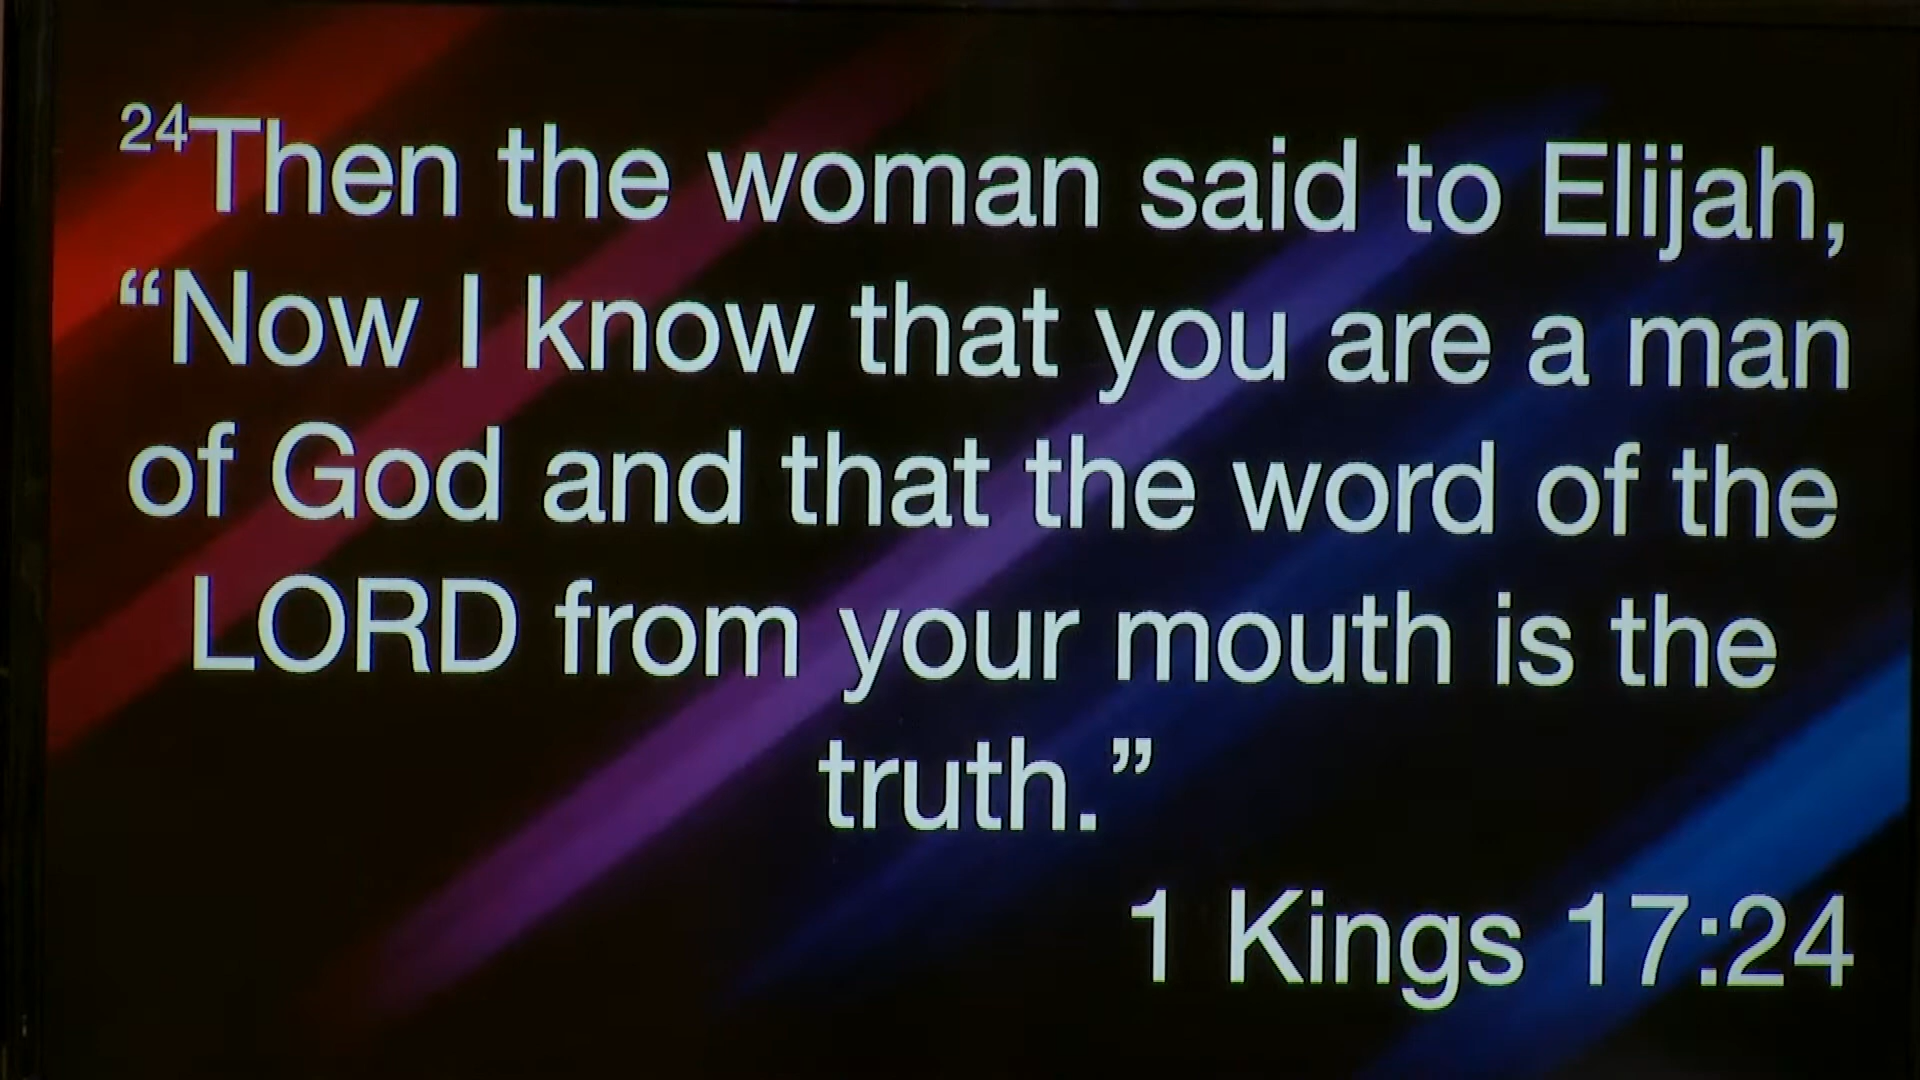 24Then the woman said to Elijah,
“Now I know that you are a man
of God and that the word of the
LORD from your mouth is the
truth.”
1 Kings 17:24